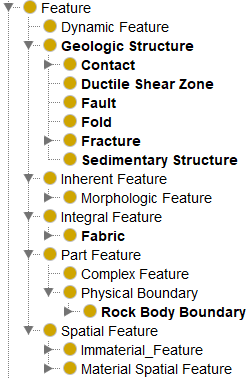 Feature
Dynamic Feature
Geologic Structure
Contact
Ductile Shear Zone
Fault
Fold
Fracture
Sedimentary Structure
Inherent Feature
Morphologic Feature
Integral Feature
Fabric
Part Feature
Complex Feature
Physical Boundary
Rock Body Boundary
Spatial Feature
Immaterial_Feature
Material Spatial Feature